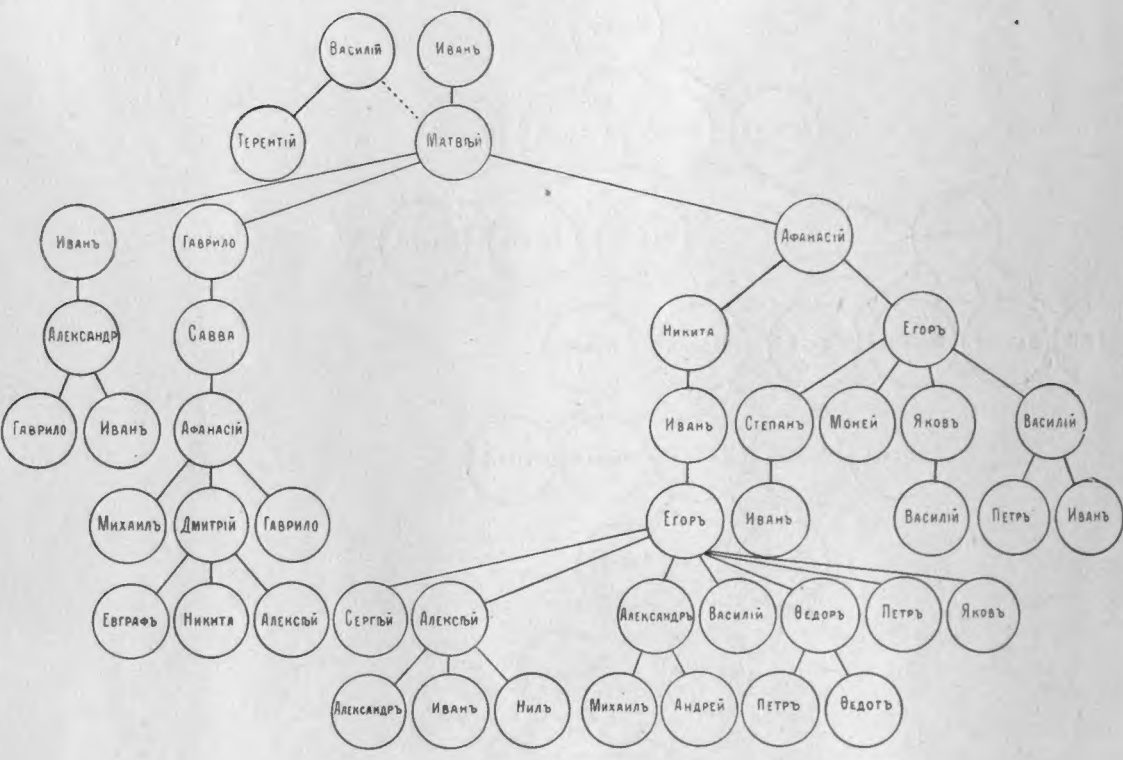 Василій
Иванъ
Терентій
Матвѣй
Иванъ
Гаврило
Афанасій
Александръ
Савва
Никита
Егоръ
Гаврило
Иванъ
Афанасій
Иванъ
Степанъ
Мокей
Яковъ
Василій
Михаилъ
Дмитрій
Гаврило
Егоръ
Иванъ
Василій
Петръ
Иванъ
Евграфъ
Никита
Алексѣй
Сергѣй
Алексѣй
Александръ
Василій
Ѳедоръ
Петръ
Яковъ
Александръ
Иванъ
Нилъ
Михаилъ
Андрей
Петръ
Ѳедотъ